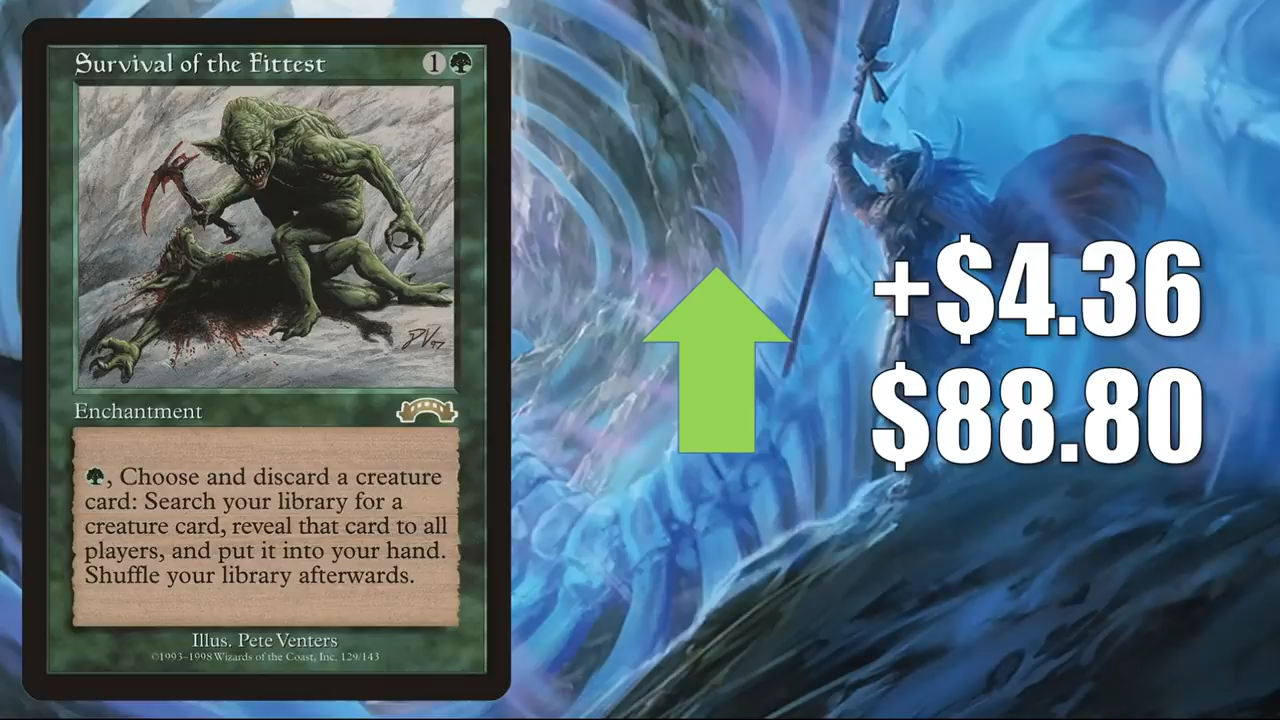 Survival of the Fittest 1
PV 97
Enchantment
, Choose and discard a creature
card: Search your library for a
creature card, reveal that card to all
players, and put it into your hand.
Shuffle your library afterwards.
Illus. Pete Venters
©1993–1998 Wizards of the Coast, Inc. 129/143
+$4.36
$88.80